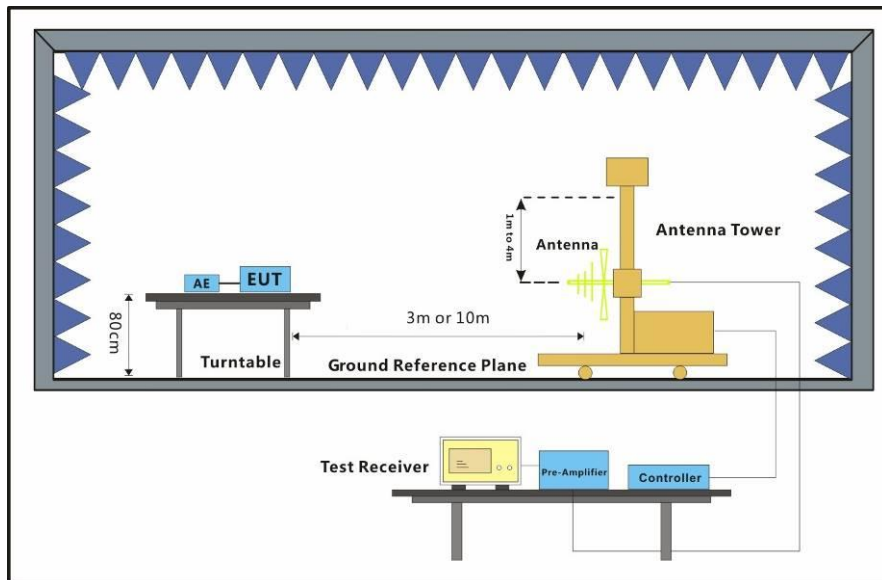 1m to 4m
Antenna
Antenna Tower
AE
EUT
80cm
3m or 10m
Turntable
Ground Reference Plane
Test Receiver
Pre-Amplifier
Controller